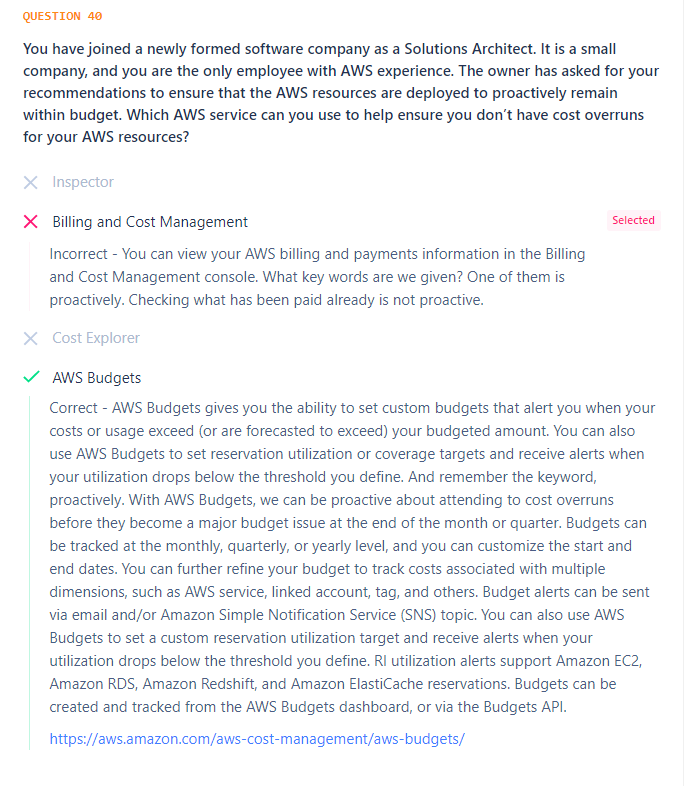 QUESTION 40
You have joined a newly formed software company as a Solutions Architect. It is a small
company, and you are the only employee with AWS experience. The owner has asked for your
recommendations to ensure that the AWS resources are deployed to proactively remain
within budget. Which AWS service can you use to help ensure you don’t have cost overruns
for your AWS resources?
Inspector
Billing and Cost Management
Selected
Incorrect - You can view your AWS billing and payments information in the Billing
and Cost Management console. What key words are we given? One of them is
proactively. Checking what has been paid already is not proactive.
Cost Explorer
AWS Budgets
Correct - AWS Budgets gives you the ability to set custom budgets that alert you when your
costs or usage exceed (or are forecasted to exceed) your budgeted amount. You can also
use AWS Budgets to set reservation utilization or coverage targets and receive alerts when
your utilization drops below the threshold you define. And remember the keyword,
proactively. With AWS Budgets, we can be proactive about attending to cost overruns
before they become a major budget issue at the end of the month or quarter. Budgets can
be tracked at the monthly, quarterly, or yearly level, and you can customize the start and
end dates. You can further refine your budget to track costs associated with multiple
dimensions, such as AWS service, linked account, tag, and others. Budget alerts can be sent
via email and/or Amazon Simple Notification Service (SNS) topic. You can also use AWS
Budgets to set a custom reservation utilization target and receive alerts when your
utilization drops below the threshold you define. RI utilization alerts support Amazon EC2,
Amazon RDS, Amazon Redshift, and Amazon ElastiCache reservations. Budgets can be
created and tracked from the AWS Budgets dashboard, or via the Budgets API.
https://aws.amazon.com/aws-cost-management/aws-budgets/